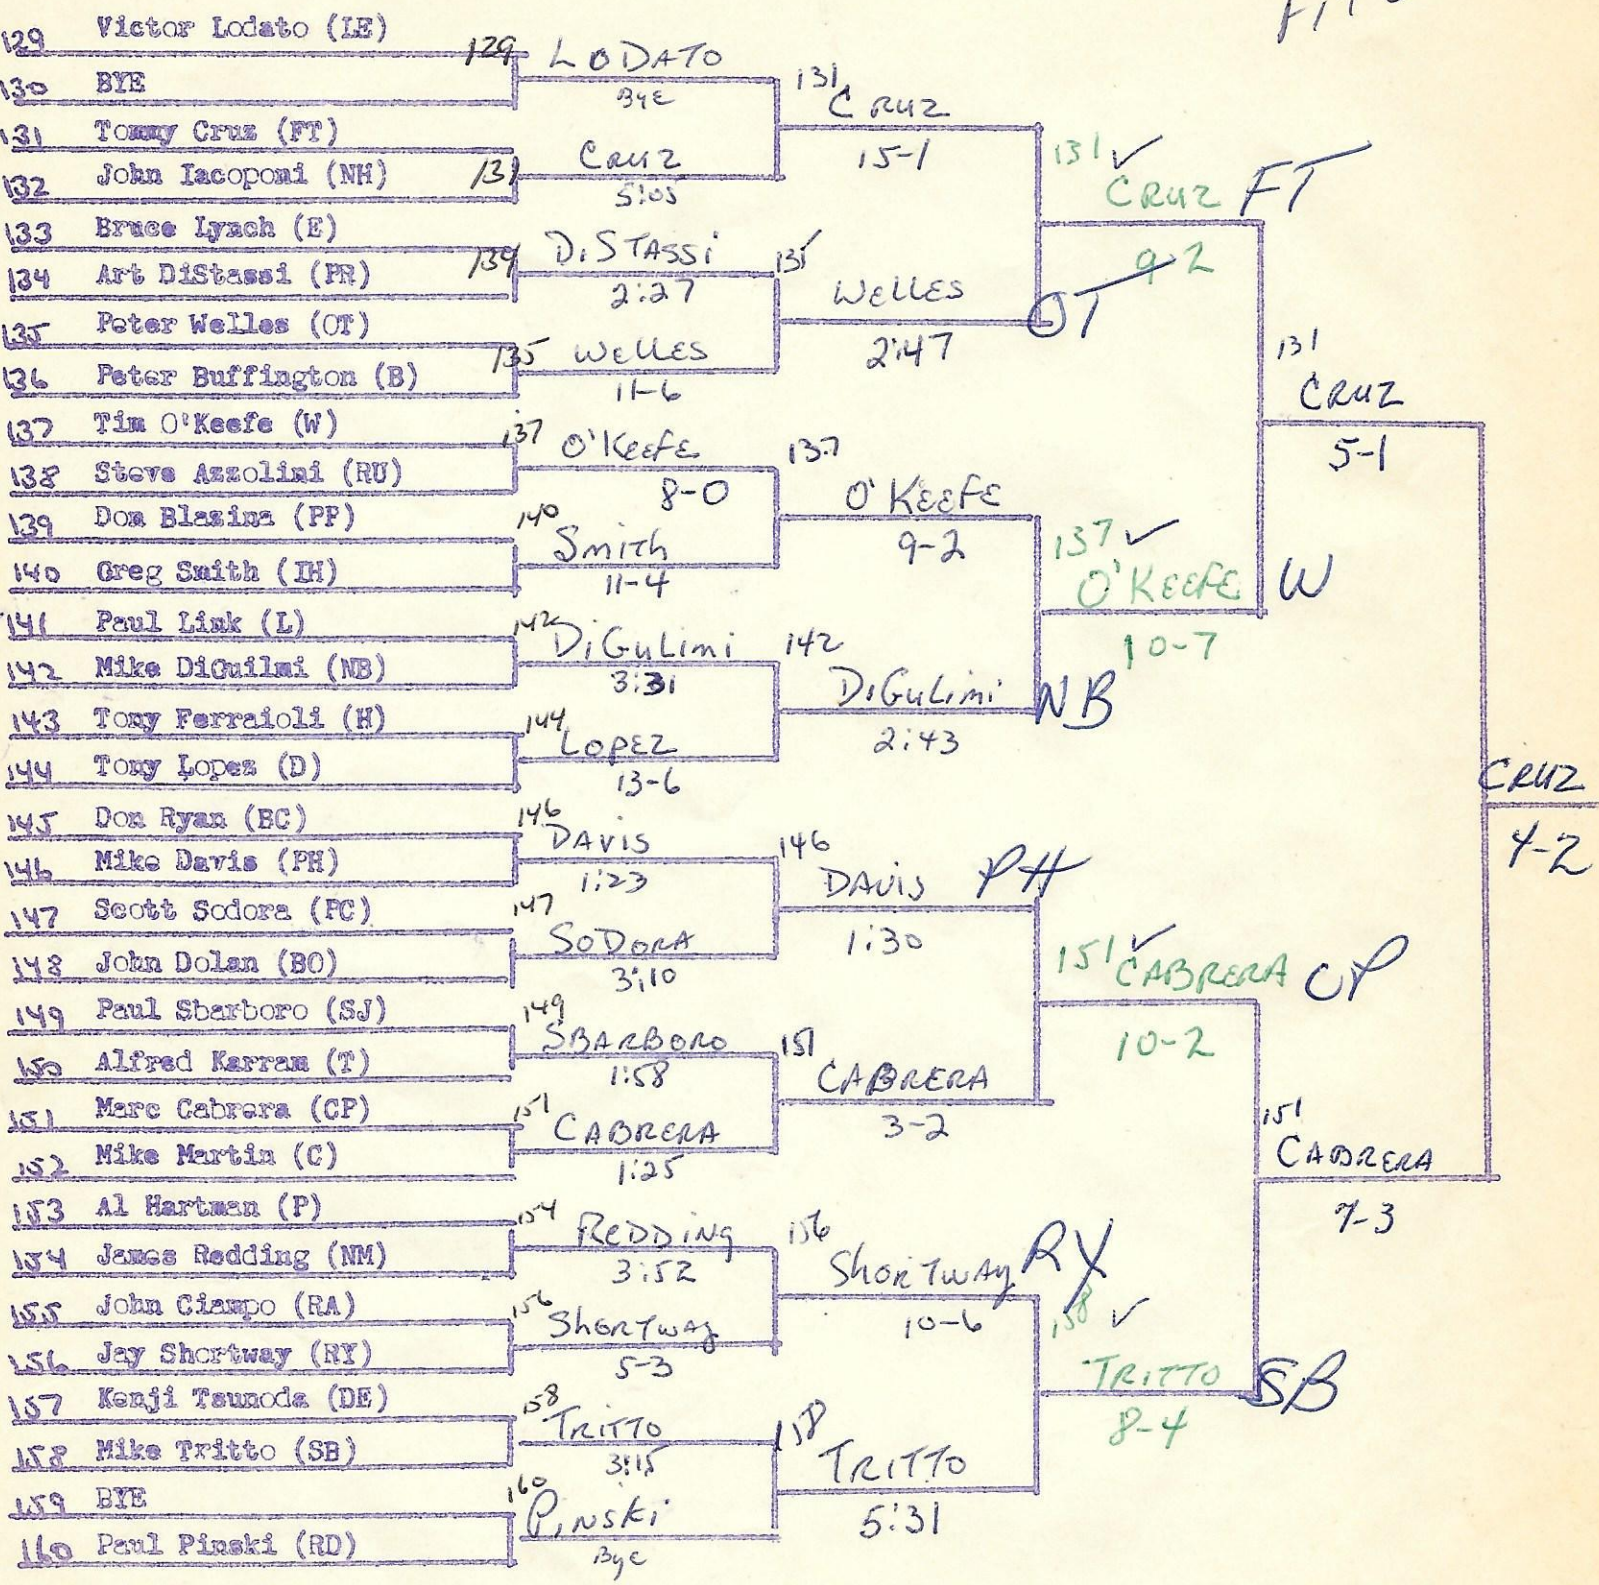 129 Victor Lodato (LE)
130 BYE
131 Tommy Cruz (FT)
132 John Iacoponi (NH)
133 Bruce Lynch (E)
134 Art DiStassi (PR)
135 Peter Welles (OT)
136 Peter Buffington (B)
137 Tim O'Keefe (W)
138 Steve Azzolini (RU)
139 Don Blasina (PP)
140 Greg Smith (IH)
141 Paul Link (L)
142 Mike DiGuilmi (NB)
143 Tony Ferraioli (H)
144 Tony Lopez (D)
145 Don Ryan (BC)
146 Mike Davis (PH)
147 Scott Sodora (PC)
148 John Dolan (BO)
149 Paul Sbarboro (SJ)
150 Alfred Karram (T)
151 Marc Cabrera (CP)
152 Mike Martin (C)
153 Al Hartman (P)
154 James Redding (NM)
155 John Ciampo (RA)
156 Jay Shortway (RY)
157 Kenji Tsunoda (DE)
158 Mike Tritto (SB)
159 BYE
160 Paul Pinski (RD)
129 LODATO
Bye
131 CRUZ
5:05
134 DiSTASSi
2:27
135 WELLES
11-6
137 O'KEEFE
8-0
140 Smith
11-4
142 DiGuLimi
3:31
144 LOPEZ
13-6
146 DAVIS
1:23
147 SODORA
3:10
149 SBARBORO
1:58
151 CABRERA
1:25
154 REDDING
3:52
156 Shortway
5-3
158 TRITTO
3:15
160 PINSKI
Bye
131 CRUZ
15-1
135 WELLES OT
2:47
137 O'KEEFE
9-2
142 DiGuLimi NB
2:43
146 DAVIS PH
1:30
151 CABRERA
3-2
156 Shortway RY
10-6
158 TRITTO
5:31
131 ✓
CRUZ FT
9-2
137 ✓
O'KEEFE W
10-7
151 ✓ CABRERA CP
10-2
158 ✓
TRITTO SB
8-4
131
CRUZ
5-1
151
CABRERA
7-3
CRUZ
4-2